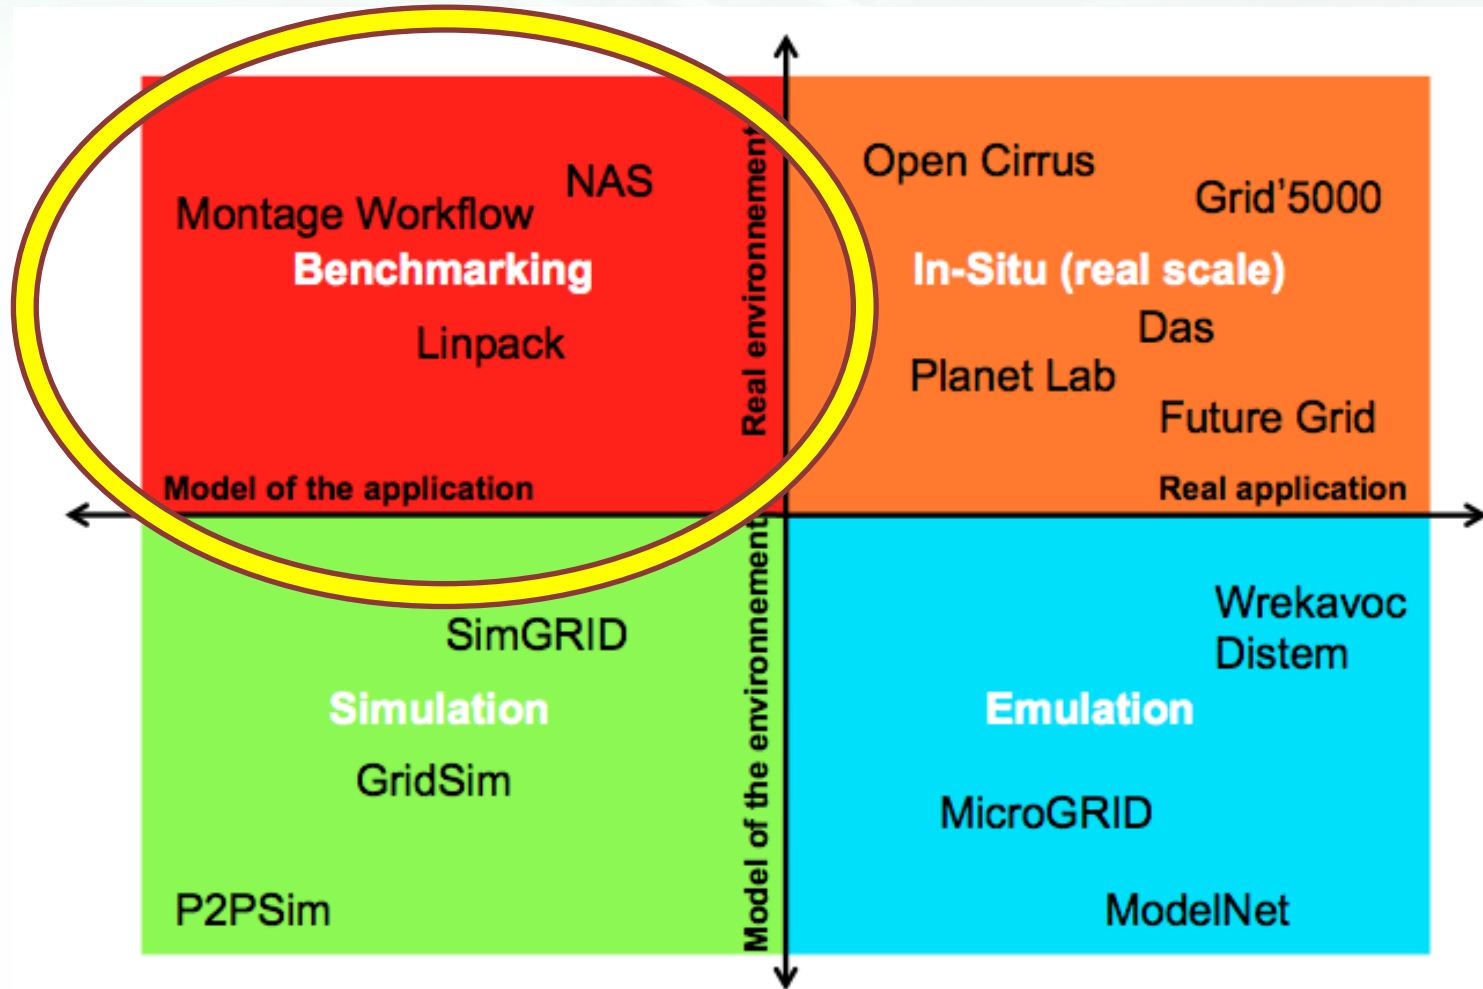 NAS
Montage Workflow
Benchmarking
Linpack
Model of the application
Real environnement
Open Cirrus
Grid'5000
In-Situ (real scale)
Das
Planet Lab
Future Grid
Real application
SimGRID
Simulation
GridSim
P2PSim
Model of the environnement
Wrekavoc
Distem
Emulation
MicroGRID
ModelNet